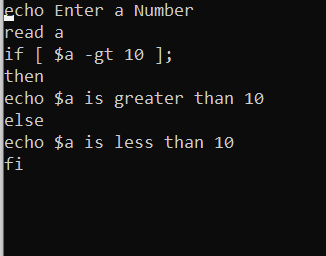 echo Enter a Number
read a
if [ $a -gt 10 ];
then
echo $a is greater than 10
else
echo $a is less than 10
fi